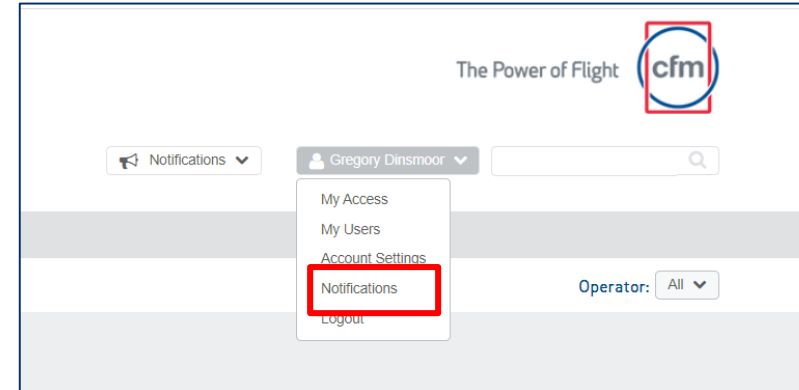 The Power of Flight
cfm
Notifications
Gregory Dinsmoor
My Access
My Users
Account Settings
Notifications
Logout
Operator: All